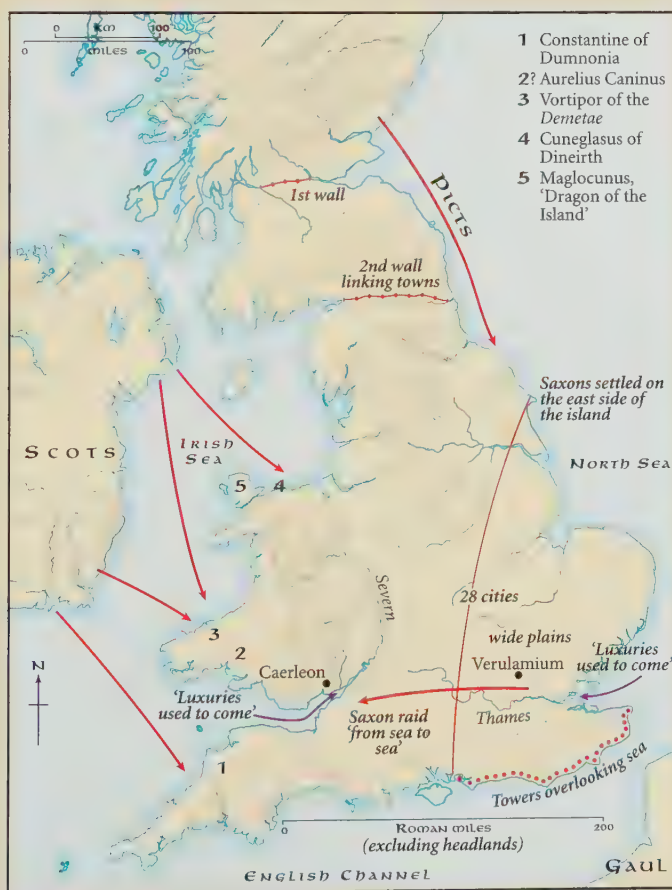 0 KM 100
0 MILES 100
1 Constantine of
Dumnonia
2? Aurelius Caninus
3 Vortipor of the
Demetae
4 Cuneglasus of
Dineirth
5 Maglocunus,
'Dragon of the
Island'
PICTS
1st wall
2nd wall
linking towns
Saxons settled on
the east side of
the island
SCOTS
IRISH
SEA
NORTH SEA
5
4
Severn
28 cities
wide plains
3
2
Caerleon
Verulamium
'Luxuries
used to come'
N
'Luxuries
used to come'
Saxon raid
'from sea to
sea'
Thames
1
Towers overlooking sea
0 200
ROMAN MILES
(excluding headlands)
ENGLISH CHANNEL
GAUL